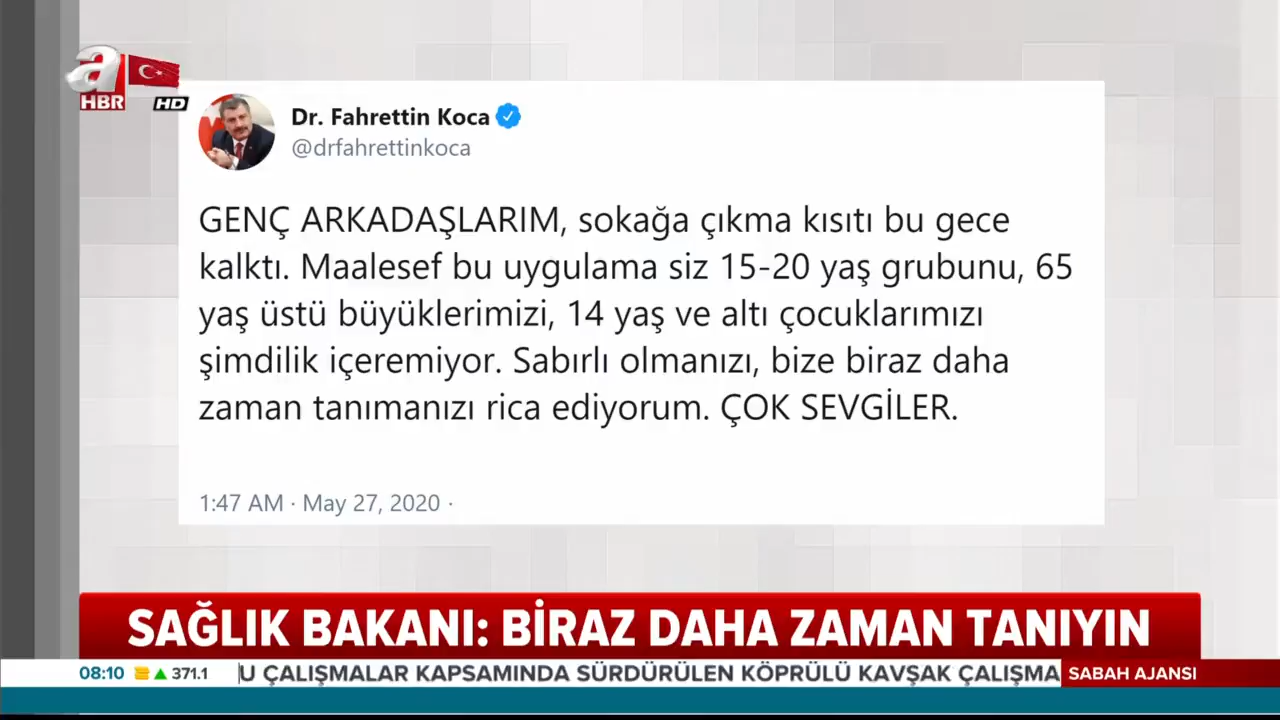 a
HBR
HD
Dr. Fahrettin Koca
@drfahrettinkoca
GENÇ ARKADAŞLARIM, sokağa çıkma kısıtı bu gece
kalktı. Maalesef bu uygulama siz 15-20 yaş grubunu, 65
yaş üstü büyüklerimizi, 14 yaş ve altı çocuklarımızı
şimdilik içeremiyor. Sabırlı olmanızı, bize biraz daha
zaman tanımanızı rica ediyorum. ÇOK SEVGİLER.
1:47 AM · May 27, 2020 ·
SAĞLIK BAKANI: BİRAZ DAHA ZAMAN TANIYIN
08:10 371.1 U ÇALIŞMALAR KAPSAMINDA SÜRDÜRÜLEN KÖPRÜLÜ KAVŞAK ÇALIŞMA SABAH AJANSI